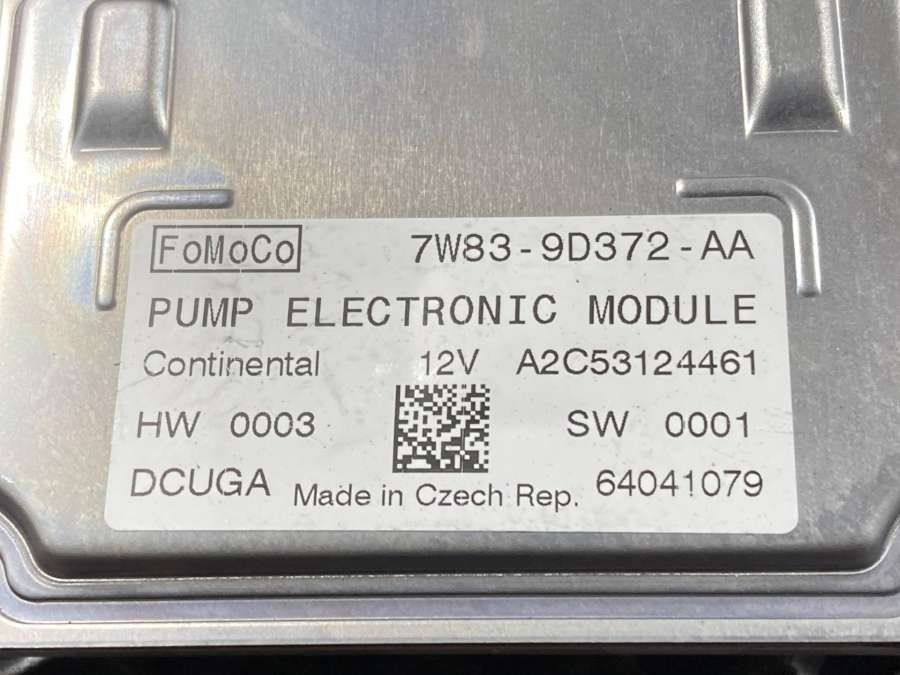 FoMoCo 7W83-9D372-AA
PUMP ELECTRONIC MODULE
Continental 12V A2C53124461
HW 0003 SW 0001
DCUGA Made in Czech Rep. 64041079